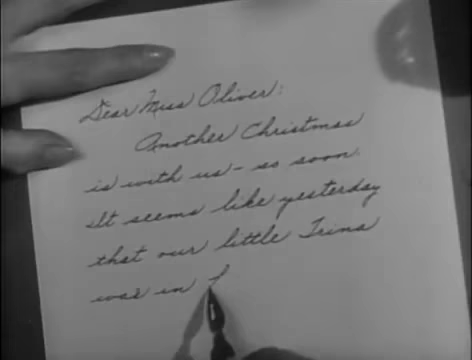 Dear Miss Oliver:
Another Christmas
is with us - so soon.
It seems like yesterday
that our little Trina
was in